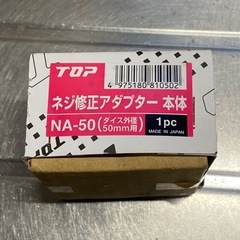 TOP
4 975180 810502
ネジ修正アダプター 本体
NA-50(ダイス外径50mm用)
1pc
MADE IN JAPAN